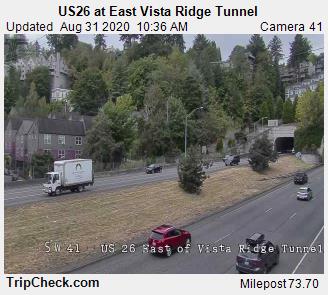 US26 at East Vista Ridge Tunnel
Updated Aug 31 2020 10:36 AM Camera 41
SW 41 US 26 East of Vista Ridge Tunnel
TripCheck.com Milepost 73.70